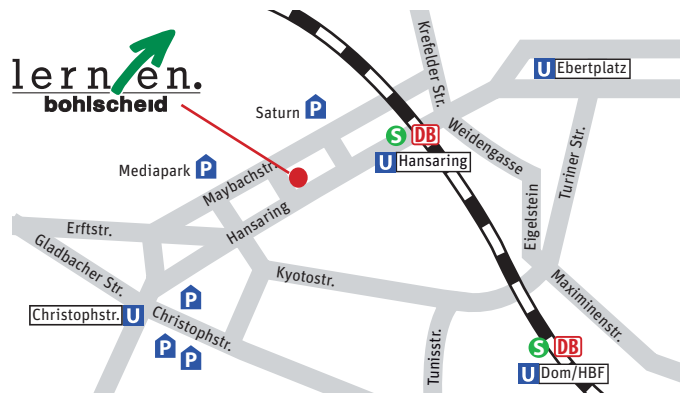 lernen.
bohlscheid
Krefelder Str.
U Ebertplatz
Saturn P
S DB
U Hansaring
Weidengasse
Turiner Str.
Mediapark P
Maybachstr.
Hansaring
Eigelstein
Erftstr.
Gladbacher Str.
Kyotostr.
Maximinenstr.
P
Christophstr. U
Christophstr.
P
P
Tunisstr.
S DB
U Dom/HBF